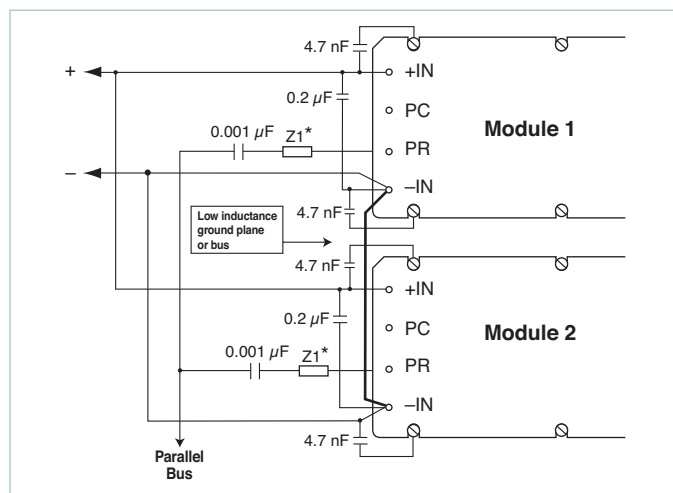 4.7 nF
+
+IN
0.2 µF
PC
Module 1
0.001 µF
Z1*
PR
–
–IN
4.7 nF
Low inductance
ground plane
or bus
4.7 nF
+IN
0.2 µF
PC
Module 2
0.001 µF
Z1*
PR
–IN
4.7 nF
Parallel
Bus